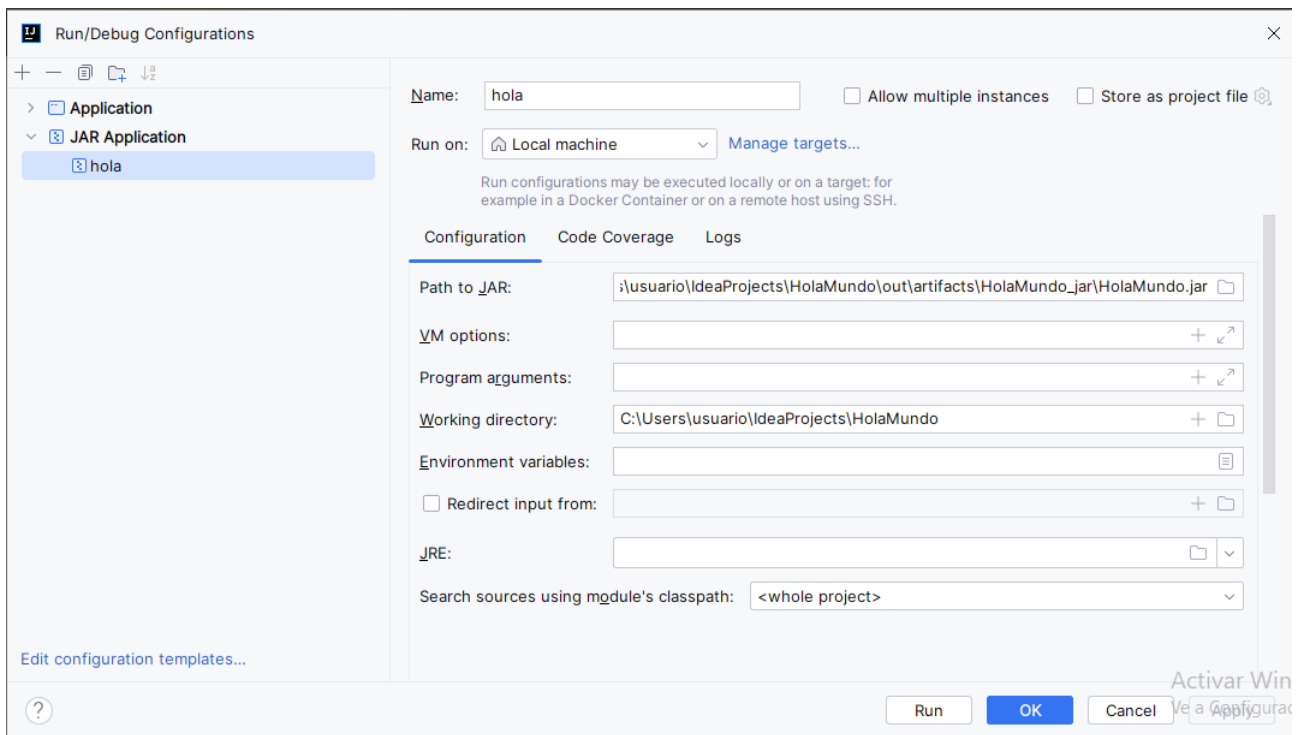 Run/Debug Configurations
Application
JAR Application
hola
Edit configuration templates...
Name: hola Allow multiple instances Store as project file
Run on: Local machine Manage targets...
Run configurations may be executed locally or on a target: for
example in a Docker Container or on a remote host using SSH.
Configuration Code Coverage Logs
Path to JAR: s\usuario\IdeaProjects\HolaMundo\out\artifacts\HolaMundo_jar\HolaMundo.jar
VM options:
Program arguments:
Working directory: C:\Users\usuario\IdeaProjects\HolaMundo
Environment variables:
Redirect input from:
JRE:
Search sources using module's classpath: <whole project>
Activar Win
Ve a Configurac
? Run OK Cancel Apply